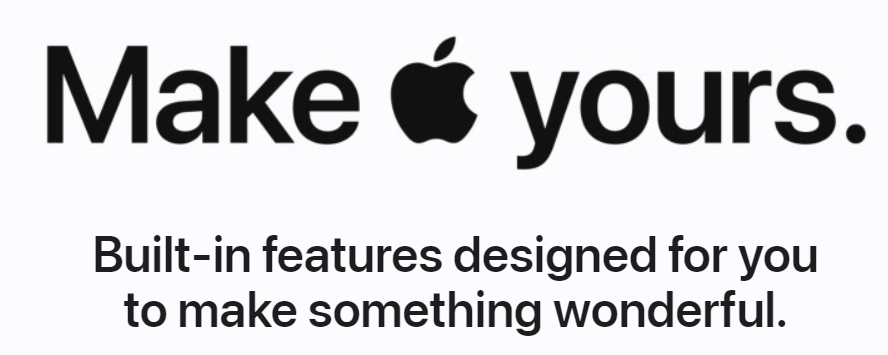 Make  yours.
Built-in features designed for you
to make something wonderful.